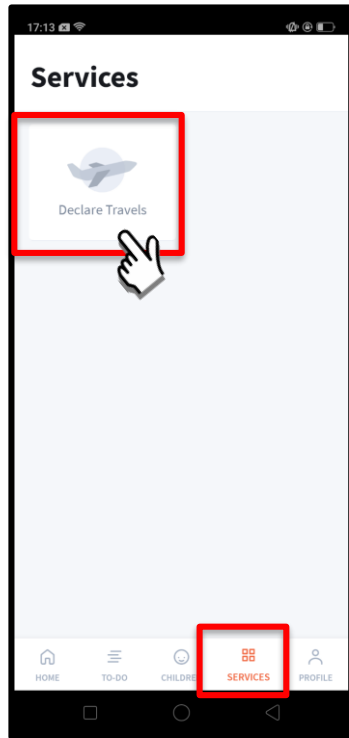 17:13
Services
Declare Travels
HOME TO-DO CHILDRE SERVICES PROFILE